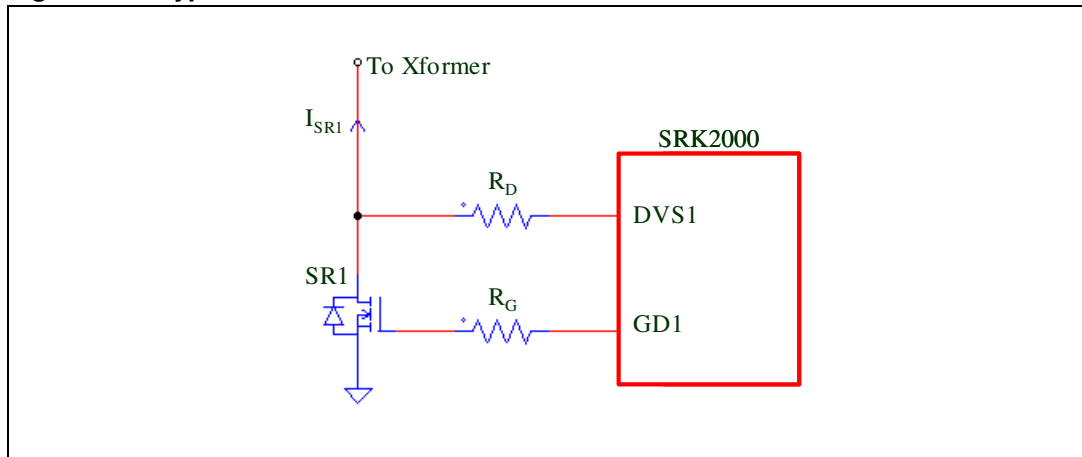 To Xformer
I_SR1
SRK2000
R_D
DVS1
SR1
R_G
GD1